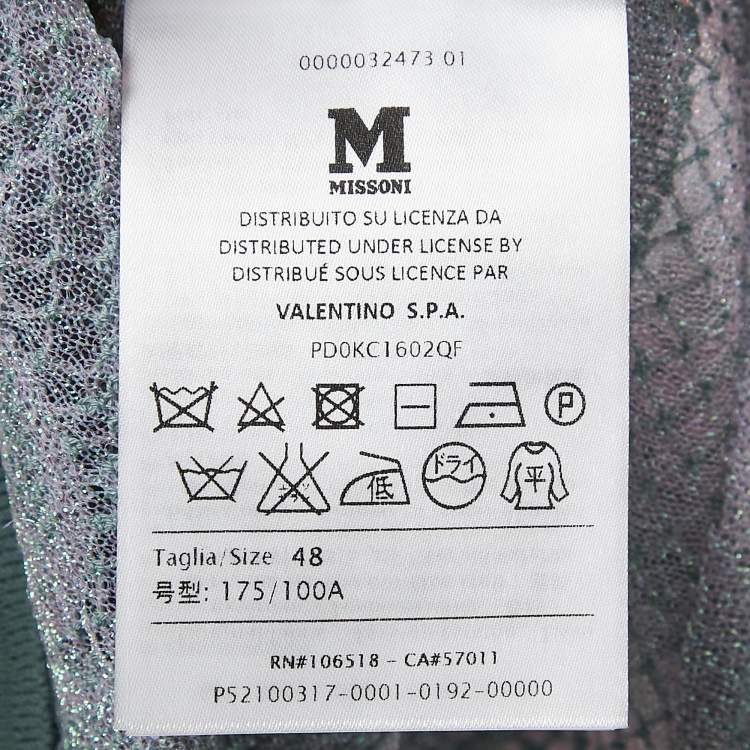 0000032473 01
M
MISSONI
DISTRIBUITO SU LICENZA DA
DISTRIBUTED UNDER LICENSE BY
DISTRIBUÉ SOUS LICENCE PAR
VALENTINO S.P.A.
PD0KC1602QF
P
低 ドライ 平
Taglia/Size 48
号型: 175/100A
RN#106518 - CA#57011
P52100317-0001-0192-00000